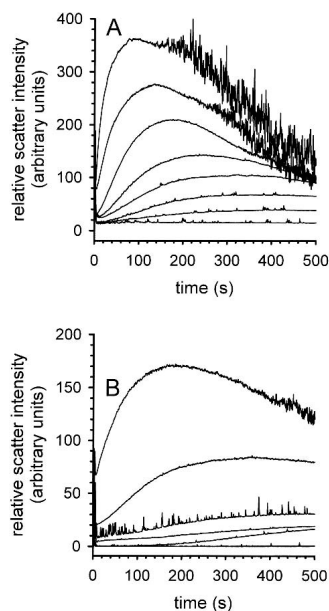 A
relative scatter intensity
(arbitrary units)
400
300
200
100
0
0 100 200 300 400 500
time (s)
B
relative scatter intensity
(arbitrary units)
200
150
100
50
0
0 100 200 300 400 500
time (s)